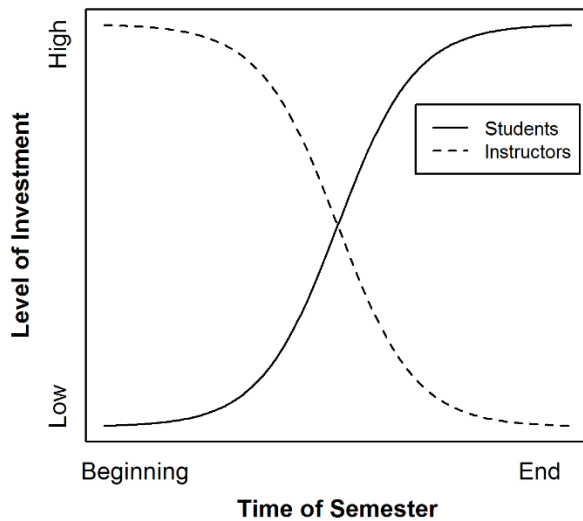 High
Level of Investment
Low
Students
Instructors
Beginning
End
Time of Semester